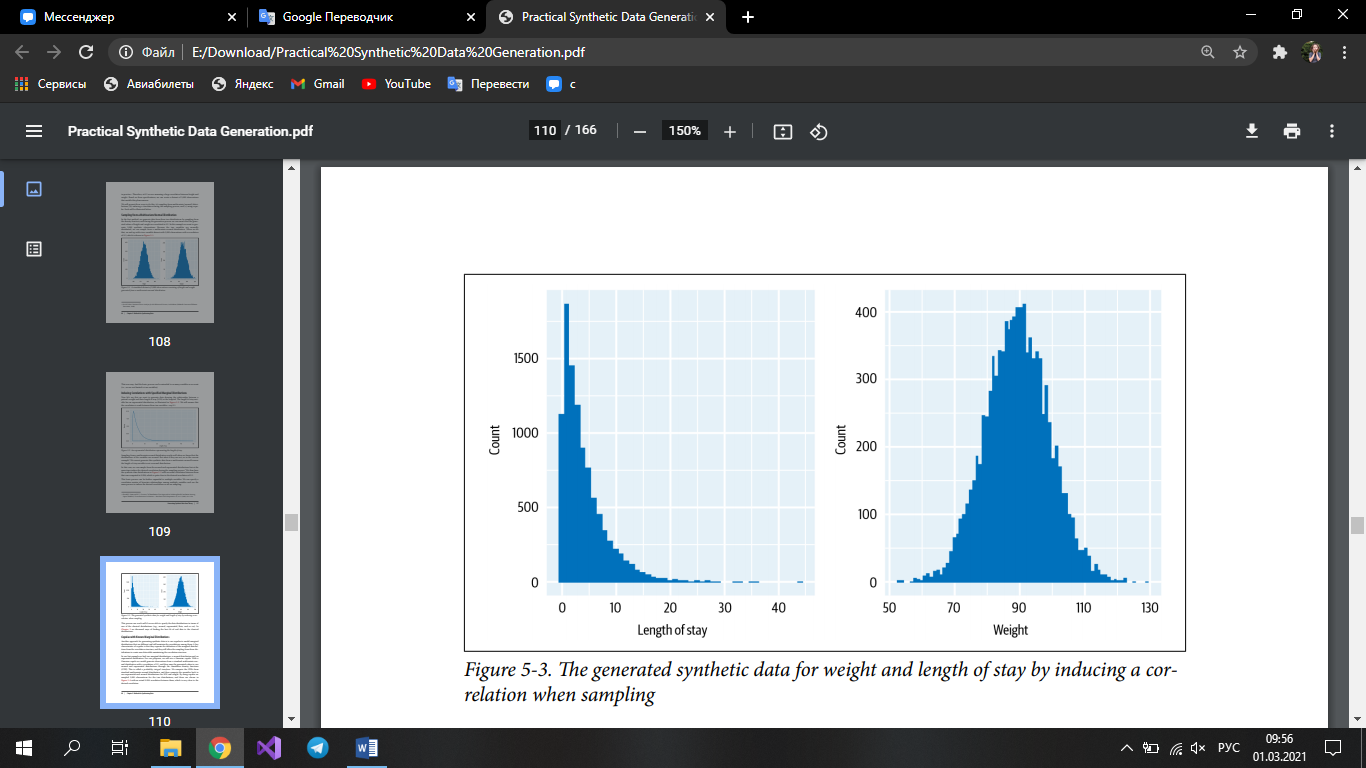 Мессенджер
Google Переводчик
Practical Synthetic Data Generati
Файл
E:/Download/Practical%20Synthetic%20Data%20Generation.pdf
Сервисы
Авиабилеты
Яндекс
Gmail
YouTube
Перевести
с
Practical Synthetic Data Generation.pdf
110 / 166
150%
108
109
110
Count
1500
1000
500
0
0 10 20 30 40
Length of stay
Count
400
300
200
100
0
50 70 90 110 130
Weight
Figure 5-3. The generated synthetic data for weight and length of stay by inducing a cor-
relation when sampling
РУС
09:56
01.03.2021